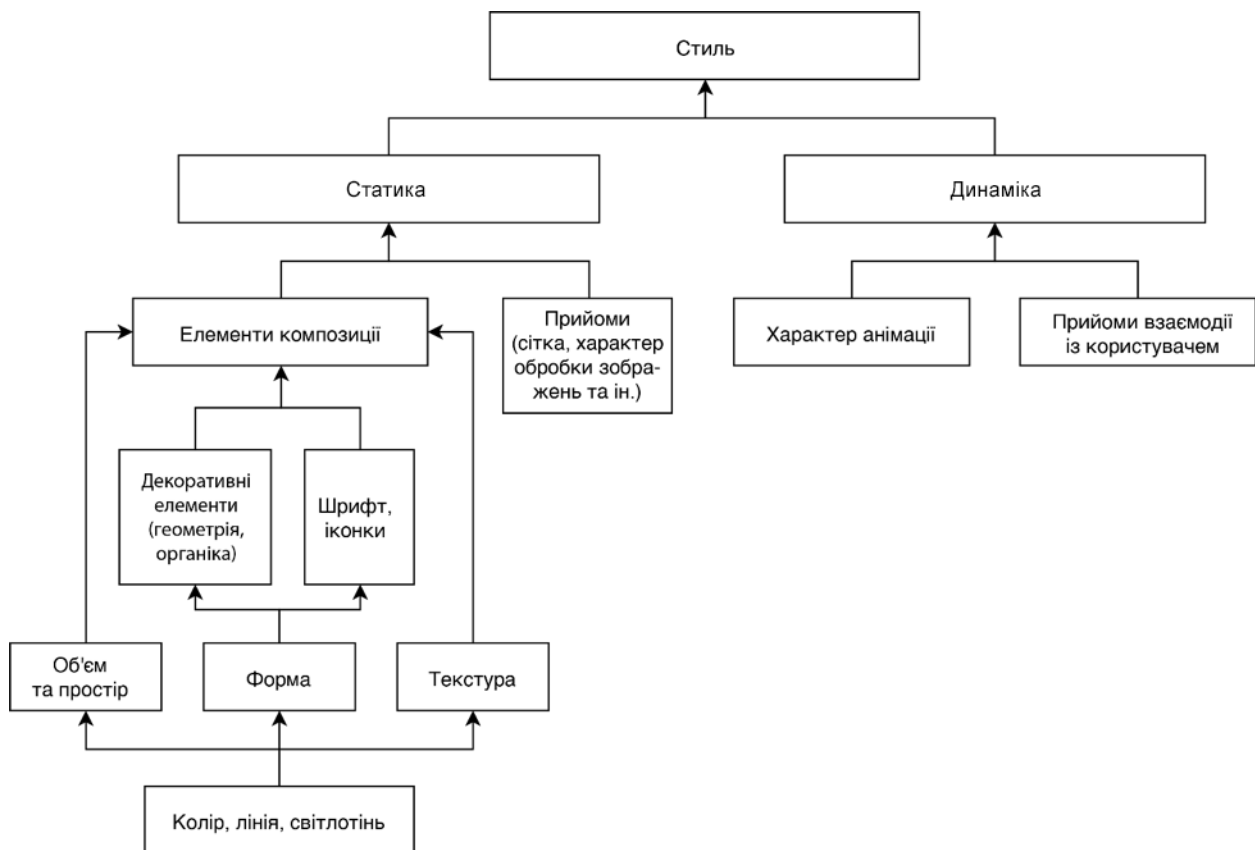 Стиль
Статика
Динаміка
Елементи композиції
Прийоми
(сітка, характер
обробки зобра-
жень та ін.)
Характер анімації
Прийоми взаємодії
із користувачем
Декоративні
елементи
(геометрія,
органіка)
Шрифт,
іконки
Об'єм
та простір
Форма
Текстура
Колір, лінія, світлотінь